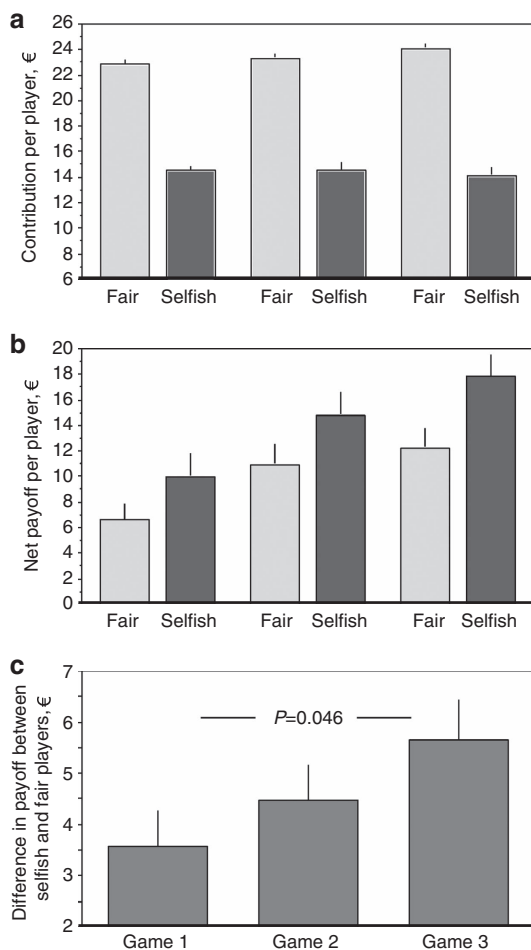 a
Contribution per player, €
26
24
22
20
18
16
14
12
10
8
6
Fair Selfish Fair Selfish Fair Selfish
b
Net payoff per player, €
20
18
16
14
12
10
8
6
4
2
0
Fair Selfish Fair Selfish Fair Selfish
c
Difference in payoff between
selfish and fair players, €
7
6
5
4
3
2
P=0.046
Game 1 Game 2 Game 3